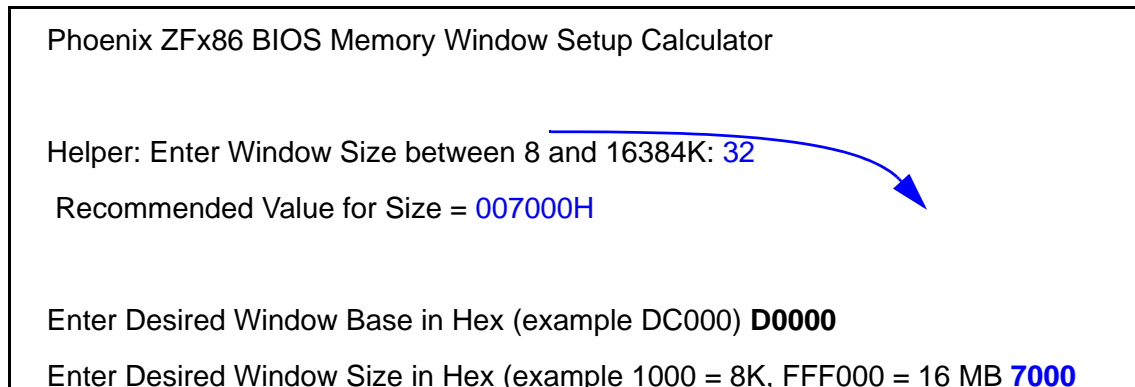 Phoenix ZFx86 BIOS Memory Window Setup Calculator
Helper: Enter Window Size between 8 and 16384K: 32
Recommended Value for Size = 007000H
Enter Desired Window Base in Hex (example DC000) D0000
Enter Desired Window Size in Hex (example 1000 = 8K, FFF000 = 16 MB 7000